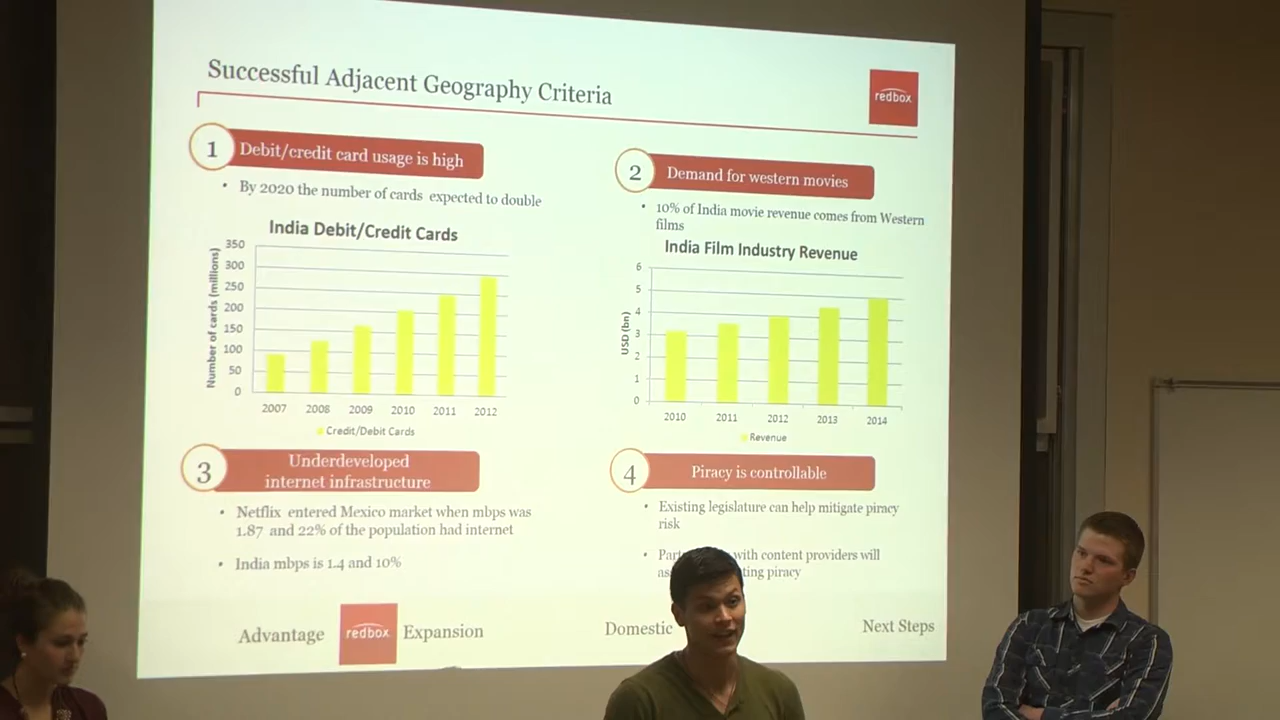 Successful Adjacent Geography Criteria
redbox
1
Debit/credit card usage is high
• By 2020 the number of cards expected to double
India Debit/Credit Cards
Number of cards (millions)
350
300
250
200
150
100
50
0
2007 2008 2009 2010 2011 2012
Credit/Debit Cards
2
Demand for western movies
• 10% of India movie revenue comes from Western
films
India Film Industry Revenue
USD (bn)
6
5
4
3
2
1
0
2010 2011 2012 2013 2014
Revenue
3
Underdeveloped
internet infrastructure
• Netflix entered Mexico market when mbps was
1.87 and 22% of the population had internet
• India mbps is 1.4 and 10%
4
Piracy is controllable
• Existing legislature can help mitigate piracy
risk
• with content providers will
piracy
Advantage redbox Expansion Domestic Next Steps